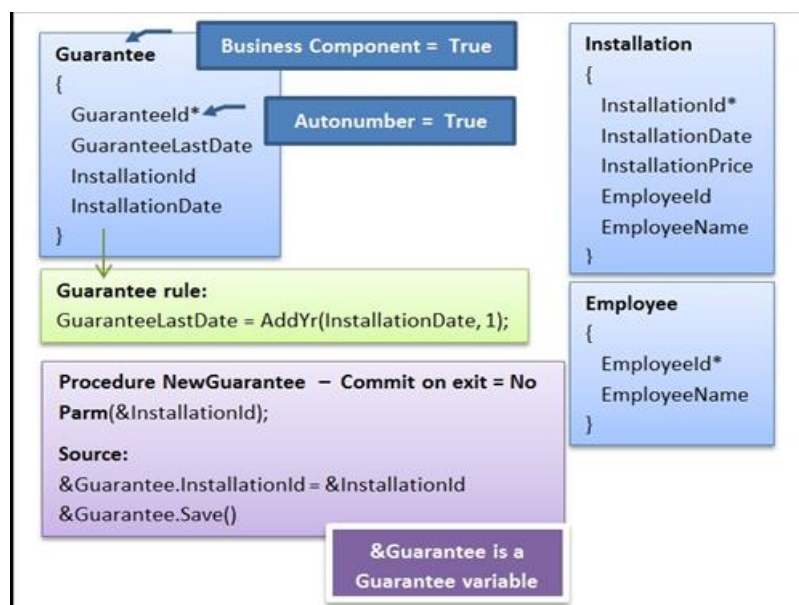 Guarantee
Business Component = True
{
GuaranteeId*
Autonumber = True
GuaranteeLastDate
InstallationId
InstallationDate
}
Guarantee rule:
GuaranteeLastDate = AddYr(InstallationDate, 1);
Procedure NewGuarantee – Commit on exit = No
Parm(&InstallationId);
Source:
&Guarantee.InstallationId = &InstallationId
&Guarantee.Save()
&Guarantee is a
Guarantee variable
Installation
{
InstallationId*
InstallationDate
InstallationPrice
EmployeeId
EmployeeName
}
Employee
{
EmployeeId*
EmployeeName
}